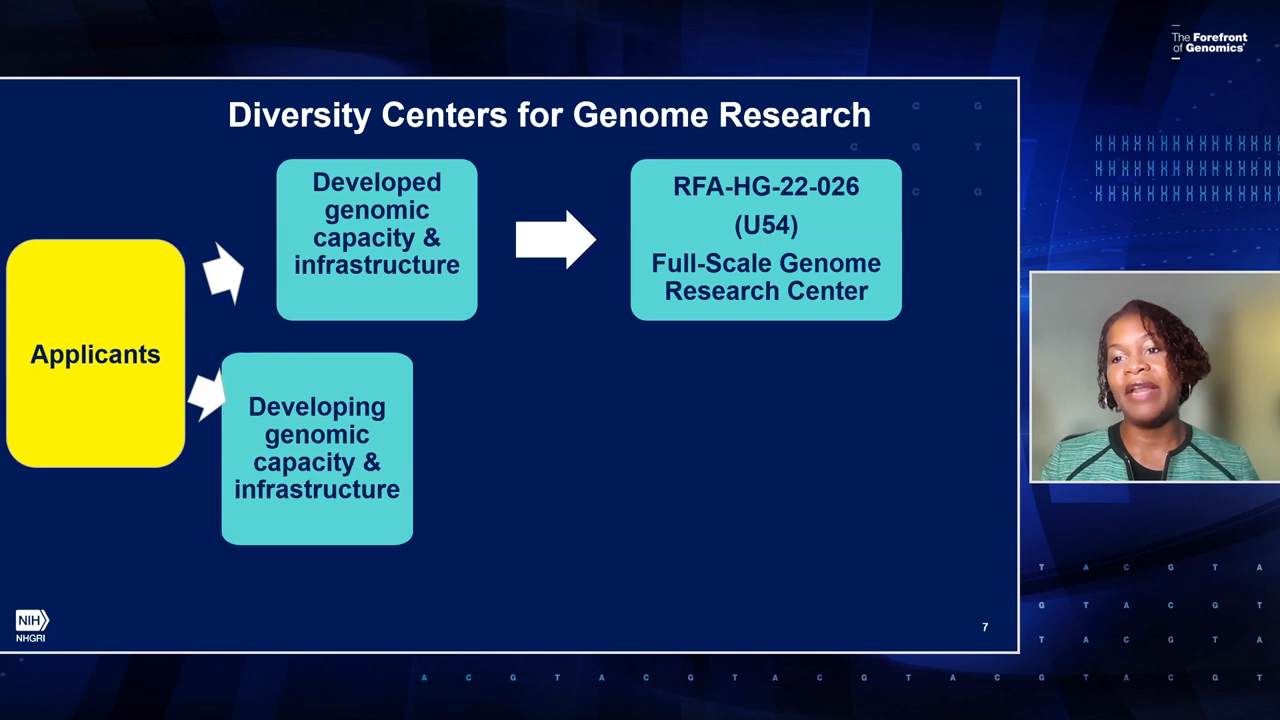 The Forefront
of Genomics®
Diversity Centers for Genome Research
C G
C G T
C G
Developed
genomic
capacity &
infrastructure
RFA-HG-22-026
(U54)
Full-Scale Genome
Research Center
Applicants
Developing
genomic
capacity &
infrastructure
NIH
NHGRI
7
T A C G T A
G T A C G T
T A C G T A
A C G T A C G T A C G T A C G T A C G T